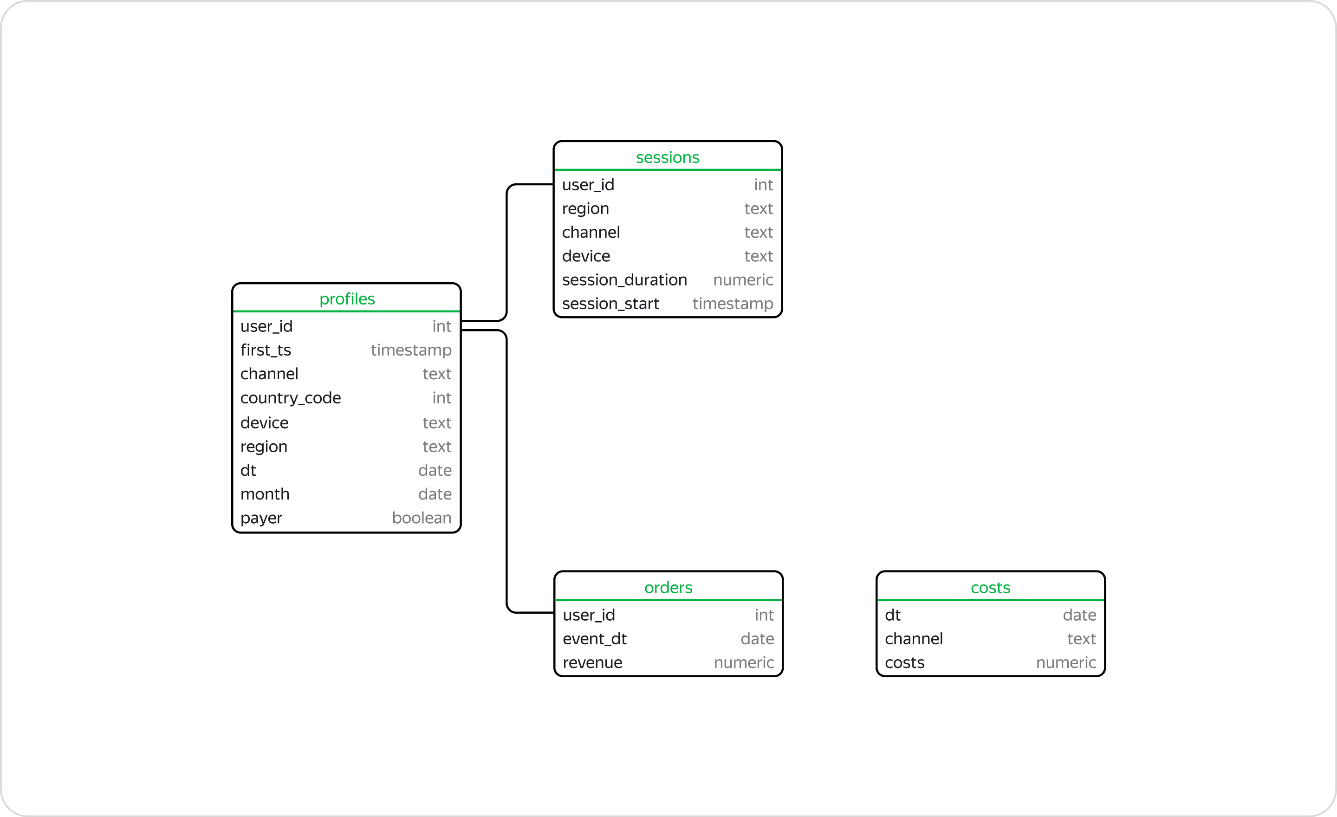 sessions
user_id int
region text
channel text
device text
session_duration numeric
session_start timestamp
profiles
user_id int
first_ts timestamp
channel text
country_code int
device text
region text
dt date
month date
payer boolean
orders
user_id int
event_dt date
revenue numeric
costs
dt date
channel text
costs numeric